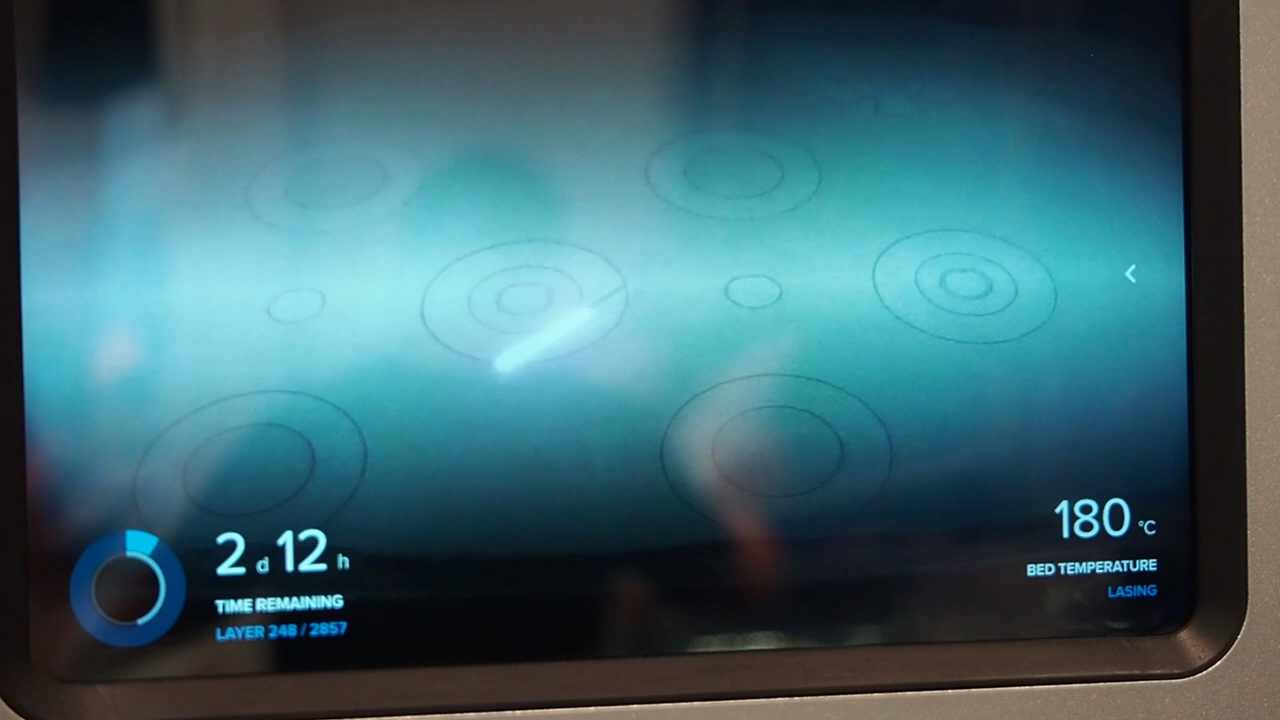 2 d 12 h
TIME REMAINING
LAYER 248 / 2857
180 °C
BED TEMPERATURE
LASING